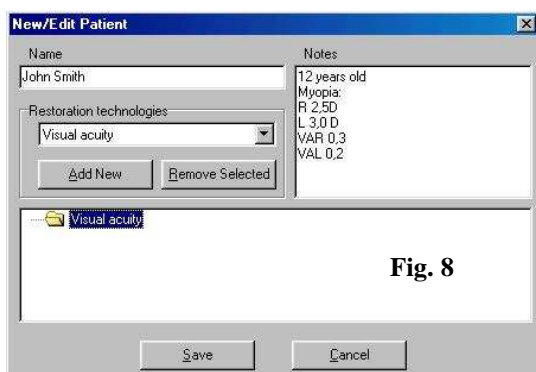 New/Edit Patient
Name
John Smith
Restoration technologies
Visual acuity
Add New
Remove Selected
Notes
12 years old
Myopia:
R 2,5D
L 3,0 D
VAR 0,3
VAL 0,2
Visual acuity
Fig. 8
Save
Cancel